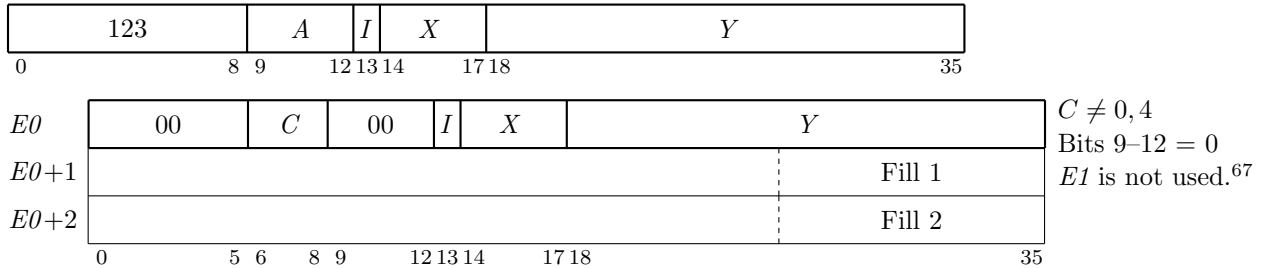 123 A I X Y
0 8 9 12 13 14 17 18 35
E0 00 C 00 I X Y C ≠ 0, 4
Bits 9–12 = 0
E0+1 Fill 1 E1 is not used.67
E0+2 Fill 2
0 5 6 8 9 12 13 14 17 18 35